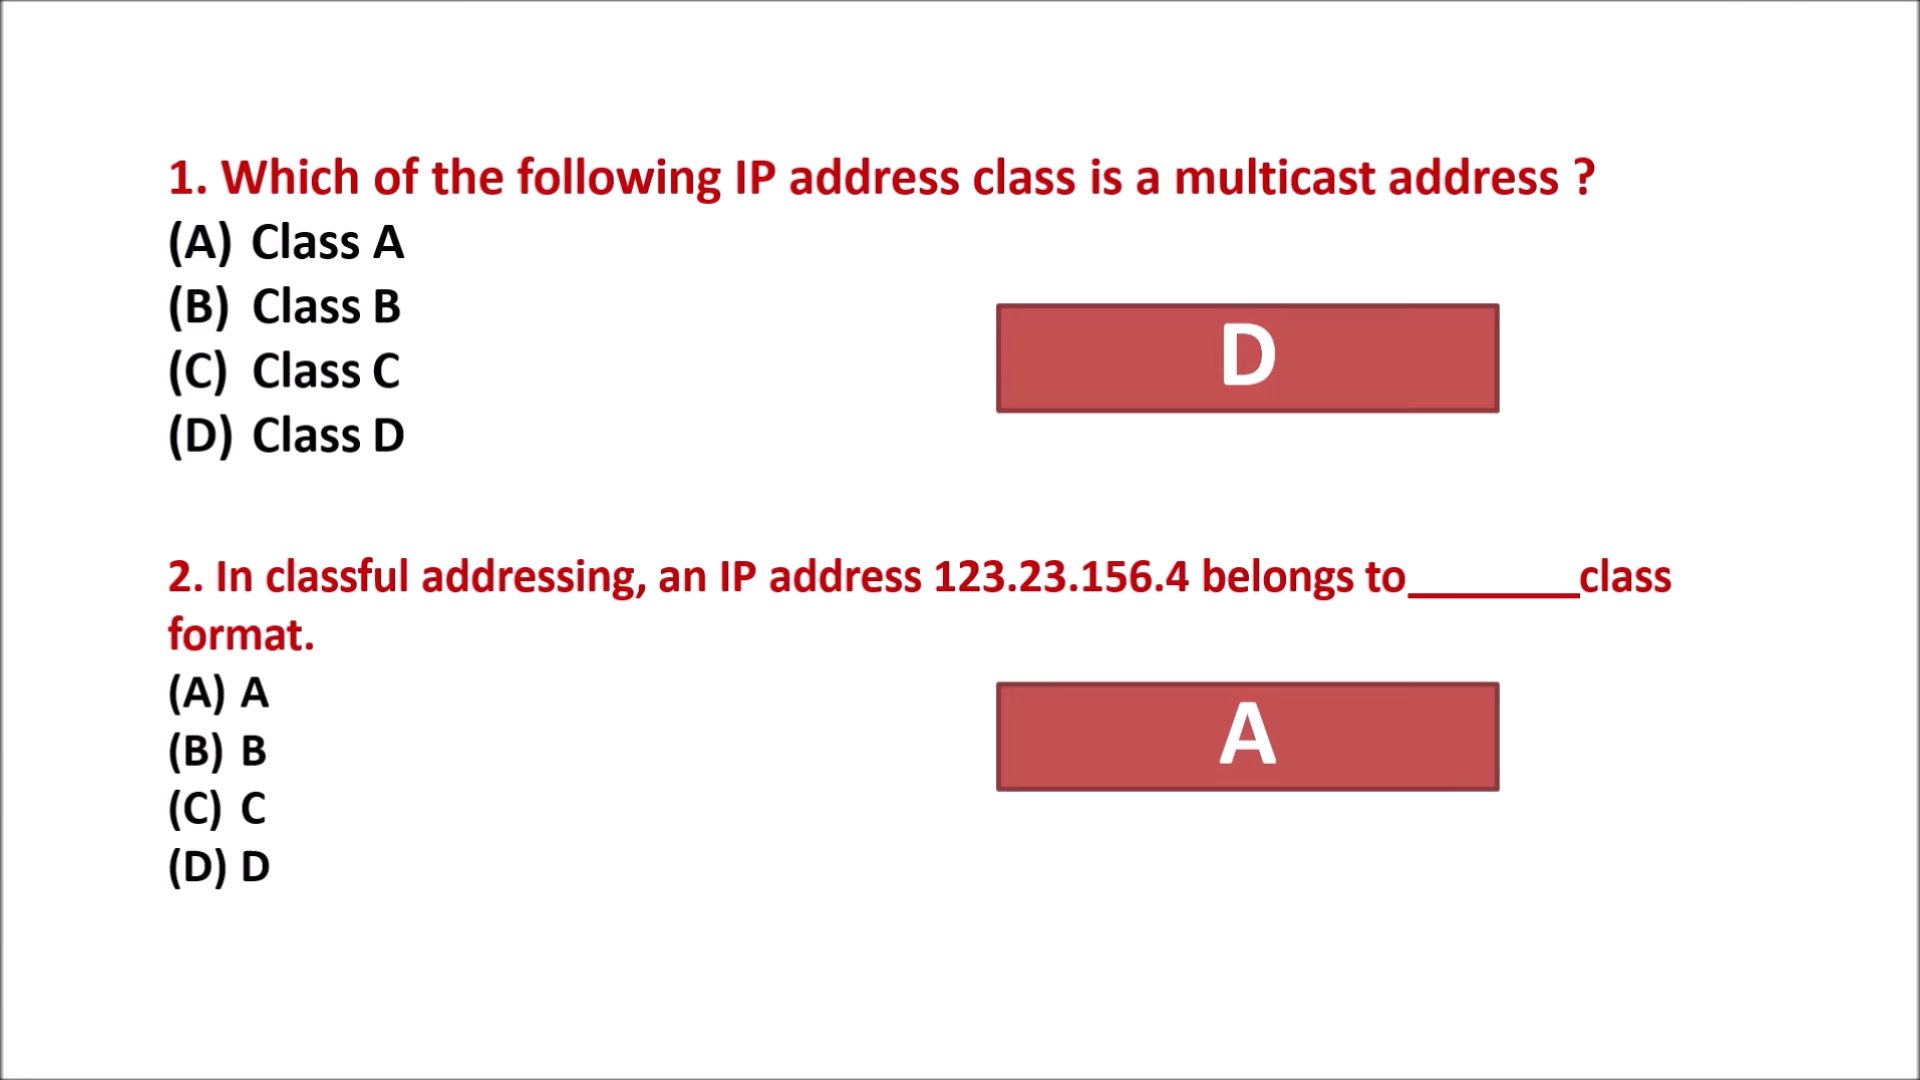 1. Which of the following IP address class is a multicast address ?
(A) Class A
(B) Class B
(C) Class C
(D) Class D
D
2. In classful addressing, an IP address 123.23.156.4 belongs to_______class
format.
(A) A
(B) B
(C) C
(D) D
A